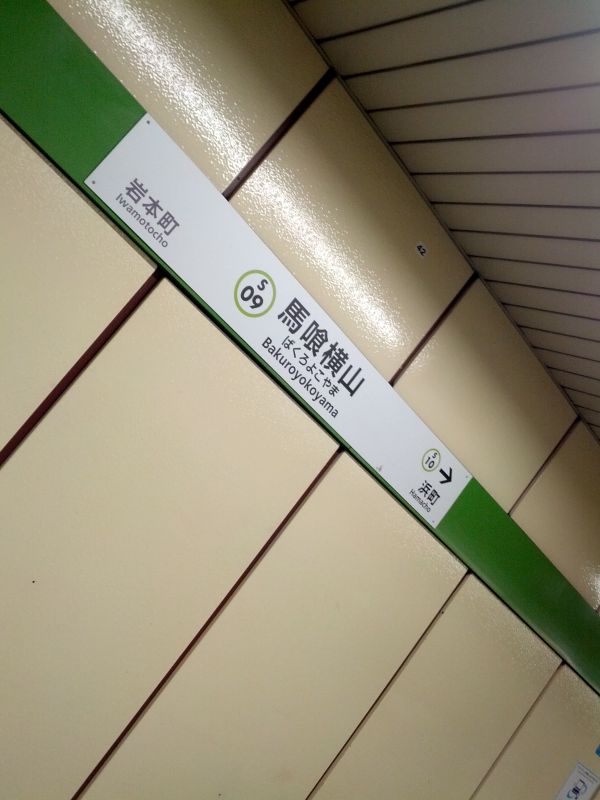 岩本町
Iwamotocho
S
09
馬喰横山
ばくろよこやま
Bakuroyokoyama
S
10
→
浜町
Hamacho
42